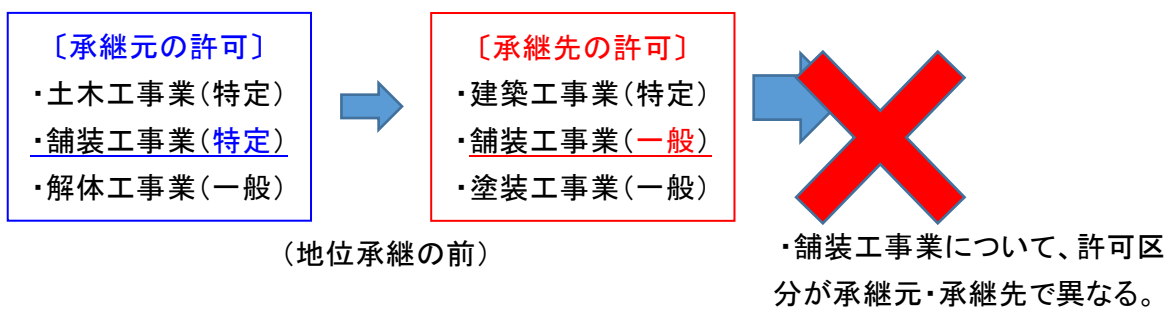 〔承継元の許可〕
・土木工事業(特定)
・舗装工事業(特定)
・解体工事業(一般)
〔承継先の許可〕
・建築工事業(特定)
・舗装工事業(一般)
・塗装工事業(一般)
(地位承継の前)
・舗装工事業について、許可区
分が承継元・承継先で異なる。